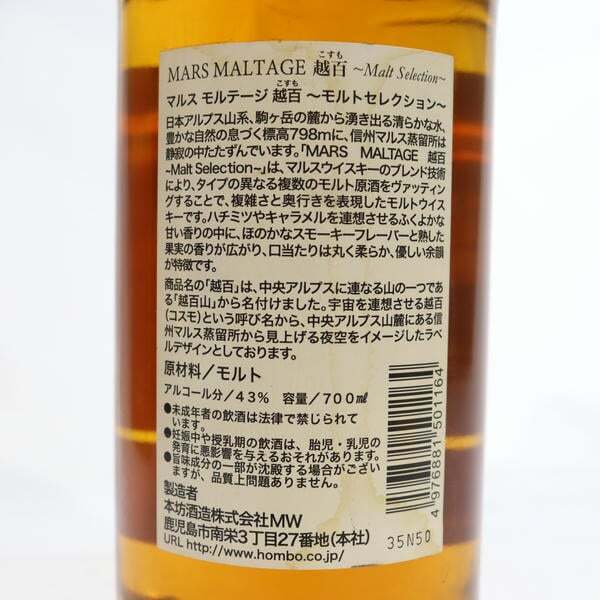 こすも
MARS MALTAGE 越百 ~Malt Selection~
こすも
マルス モルテージ 越百 ～モルトセレクション～
日本アルプス山系、駒ヶ岳の麓から湧き出る清らかな水、
豊かな自然の息づく標高798mに、信州マルス蒸留所は
静寂の中たたずんでいます。「MARS MALTAGE 越百
~Malt Selection~」は、マルスウイスキーのブレンド技術
により、タイプの異なる複数のモルト原酒をヴァッティン
グすることで、複雑さと奥行きを表現したモルトウイス
キーです。ハチミツやキャラメルを連想させるふくよかな
甘い香りの中に、ほのかなスモーキーフレーバーと熟した
果実の香りが広がり、口当たりは丸く柔らか、優しい余韻
が特徴です。
商品名の「越百」は、中央アルプスに連なる山の一つであ
る「越百山」から名付けました。宇宙を連想させる越百
（コスモ）という呼び名から、中央アルプス山麓にある信
州マルス蒸留所から見上げる夜空をイメージしたラベ
ルデザインとしております。
原材料／モルト
アルコール分／43% 容量／700㎖
●未成年者の飲酒は法律で禁じられて
います。
●妊娠中や授乳期の飲酒は、胎児・乳児の
発育に悪影響を与えるおそれがあります。
●旨味成分の一部が沈殿する場合がござい
ますが、品質上問題ありません。
製造者
本坊酒造株式会社MW
鹿児島市南栄3丁目27番地(本社)
URL http://www.hombo.co.jp/
4 976881 501164
35N50